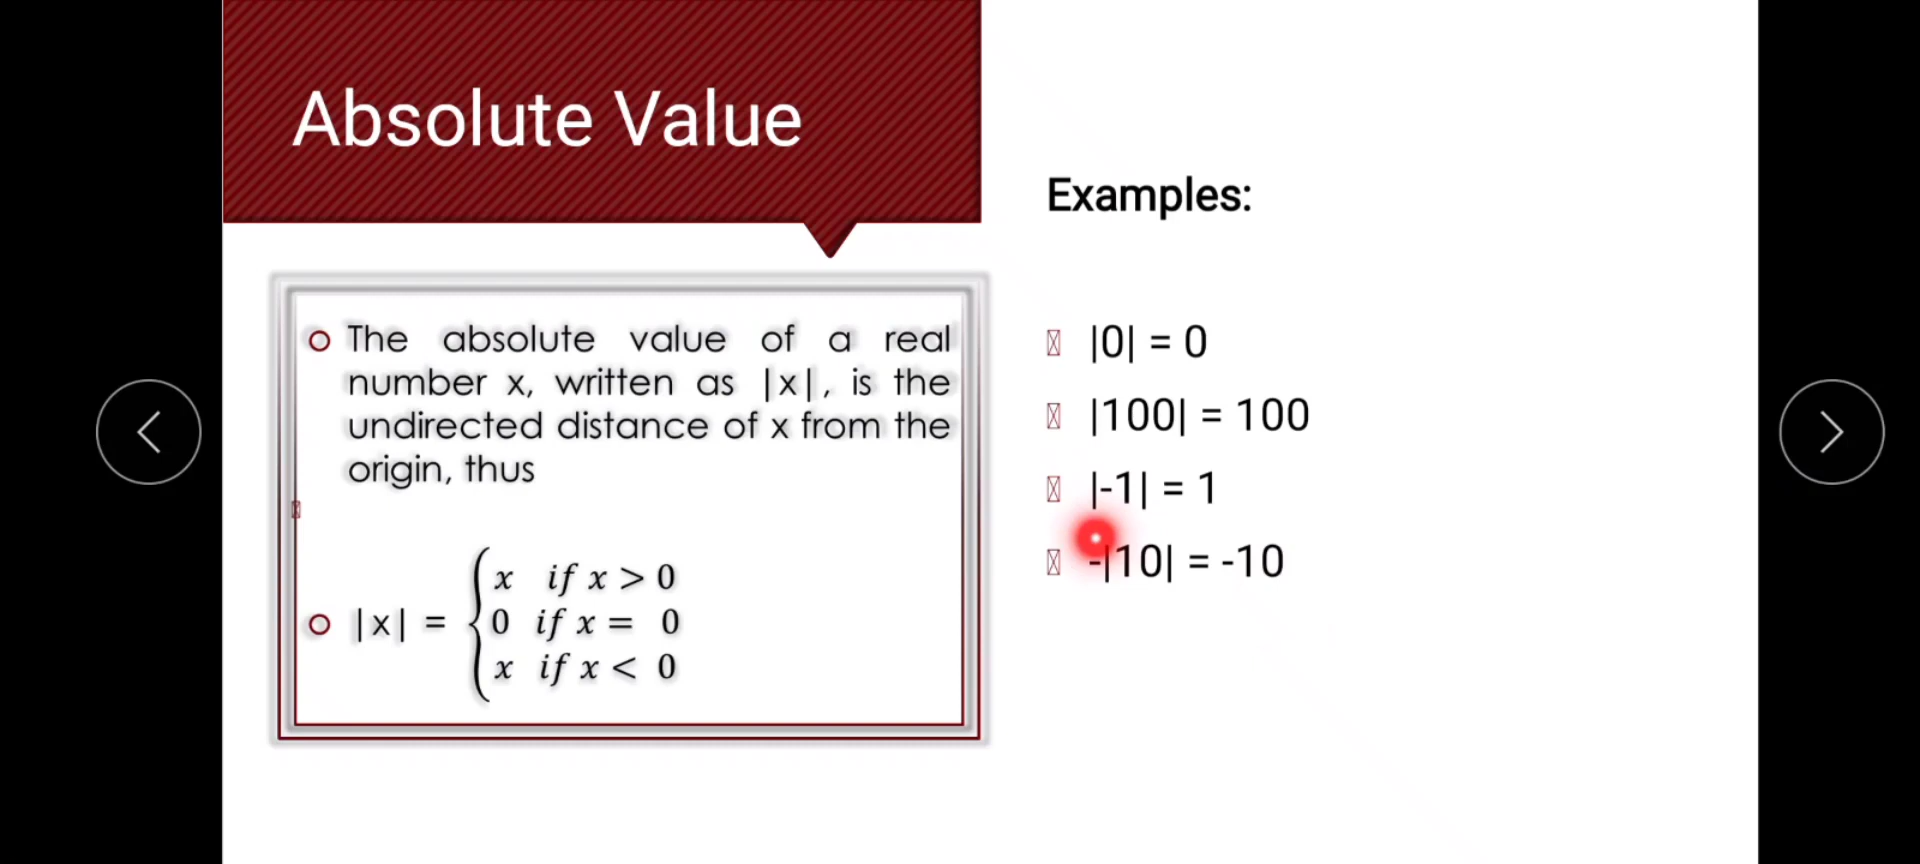 Absolute Value
The absolute value of a real
number x, written as |x|, is the
undirected distance of x from the
origin, thus
|x| = { x if x > 0
0 if x = 0
x if x < 0
Examples:
|0| = 0
|100| = 100
|-1| = 1
-|10| = -10